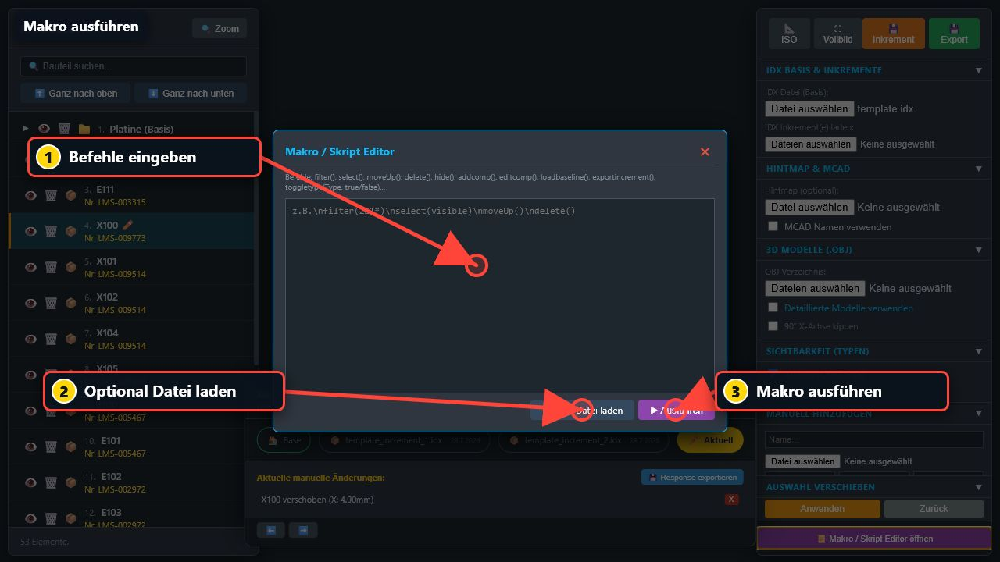 Makro ausführen
🔍 Zoom
🔍 Bauteil suchen...
⬆ Ganz nach oben
⬇ Ganz nach unten
1. Platine (Basis)
1 Befehle eingeben
3. E111
Nr: LMS-003315
4. X100
Nr: LMS-009773
5. X101
Nr: LMS-009514
6. X102
Nr: LMS-009514
7. X104
Nr: LMS-009514
8. X105
2 Optional Datei laden
Nr: LMS-005467
10. E101
Nr: LMS-005467
11. E102
Nr: LMS-002972
12. E103
Nr: LMS-002972
53 Elemente.
Makro / Skript Editor
Befehle: filter(), select(), moveUp(), delete(), hide(), addcomp(), editcomp(), loadbaseline(), exportincrement(),
toggletype(Type, true/false)...
z.B.\nfilter(201*)\nselect(visible)\nmoveUp()\ndelete()
Datei laden
▶ Ausführen
3 Makro ausführen
Base
template_increment_1.idx 28.7.2026
template_increment_2.idx 28.7.2026
Aktuell
Aktuelle manuelle Änderungen:
Response exportieren
X100 verschoben (X: 4.90mm)
X
ISO
Vollbild
Inkrement
Export
IDX BASIS & INKREMENTE
IDX Datei (Basis):
Datei auswählen template.idx
IDX Inkrement(e) laden:
Dateien auswählen Keine ausgewählt
HINTMAP & MCAD
Hintmap (optional):
Datei auswählen Keine ausgewählt
MCAD Namen verwenden
3D MODELLE (.OBJ)
OBJ Verzeichnis:
Dateien auswählen Keine ausgewählt
Detaillierte Modelle verwenden
90° X-Achse kippen
SICHTBARKEIT (TYPEN)
MANUELL HINZUFÜGEN
Name...
Datei auswählen Keine ausgewählt
AUSWAHL VERSCHIEBEN
Anwenden
Zurück
Makro / Skript Editor öffnen